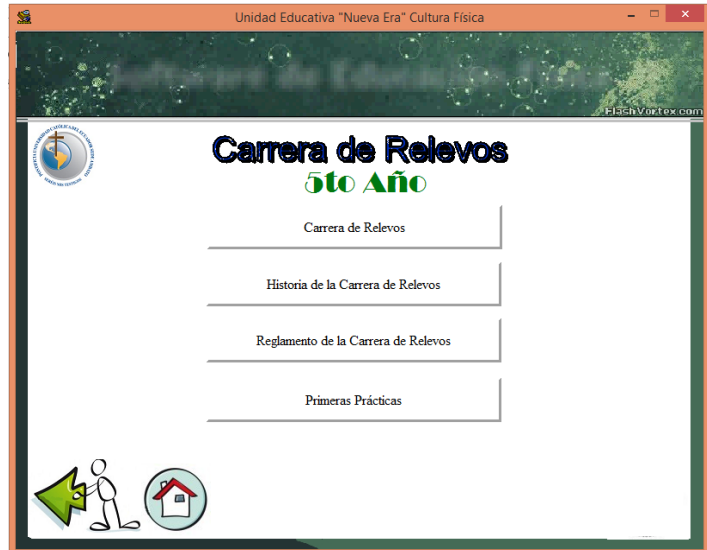 Unidad Educativa "Nueva Era" Cultura Física
FlashVortex.com
Carrera de Relevos
5to Año
Carrera de Relevos
Historia de la Carrera de Relevos
Reglamento de la Carrera de Relevos
Primeras Prácticas